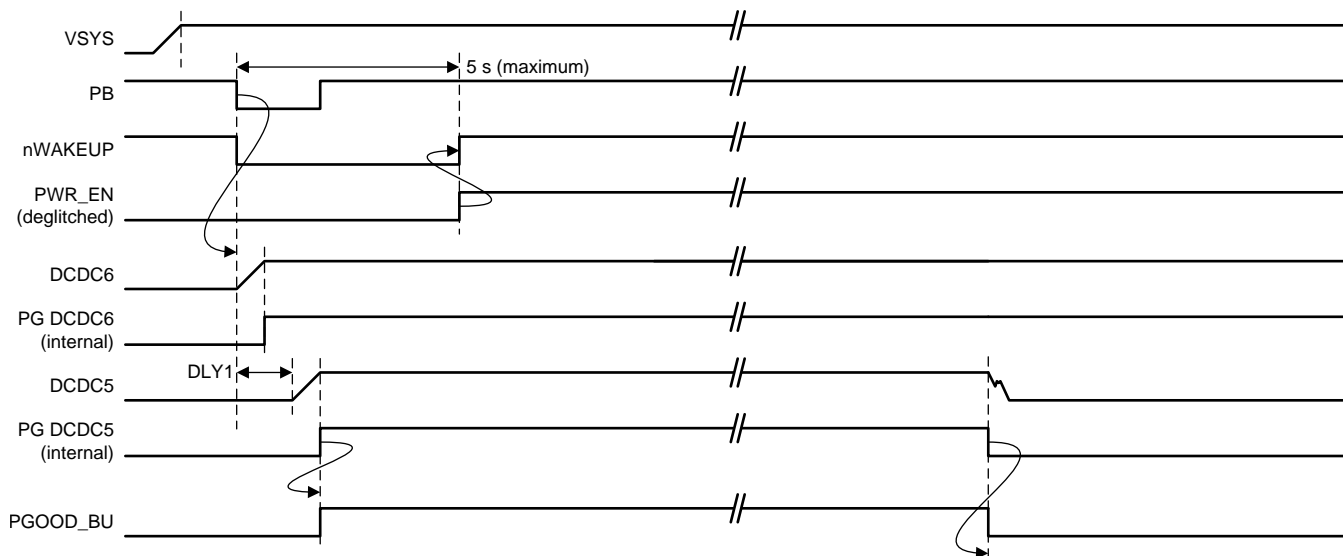 VSYS
5 s (maximum)
PB
nWAKEUP
PWR_EN
(deglitched)
DCDC6
PG DCDC6
(internal)
DLY1
DCDC5
PG DCDC5
(internal)
PGOOD_BU